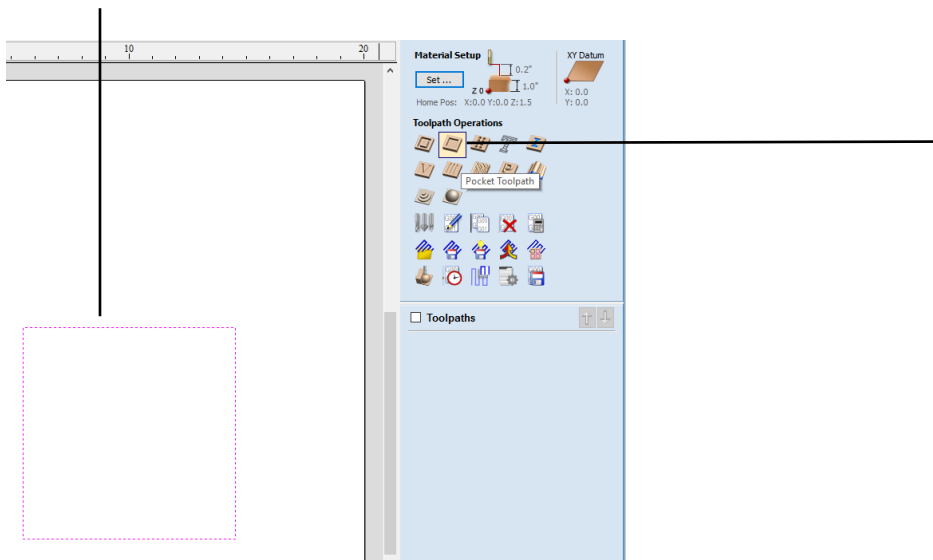 10 20
Material Setup XY Datum
0.2"
Set ...
1.0"
Z 0
X: 0.0
Home Pos: X:0.0 Y:0.0 Z:1.5 Y: 0.0
Toolpath Operations
Pocket Toolpath
Toolpaths